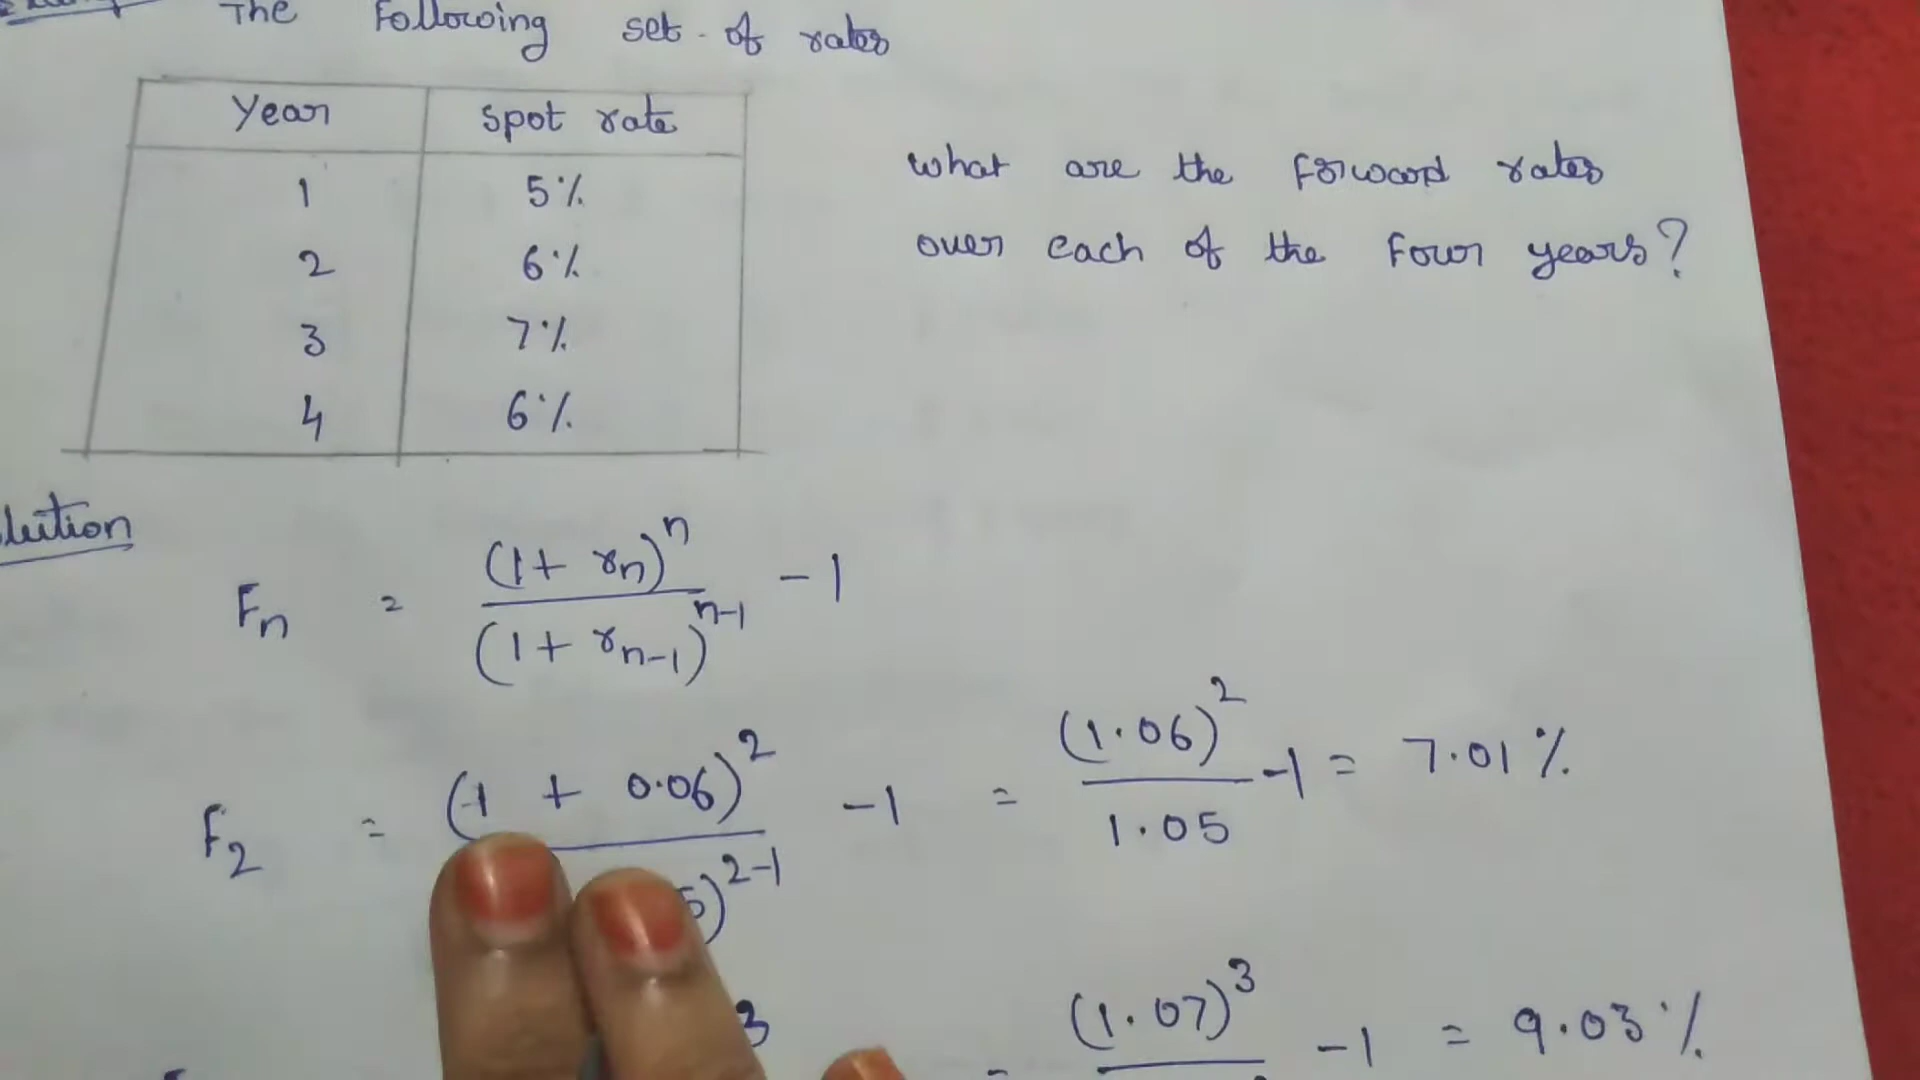 The Following set of rates
Year Spot rate
1 5%
2 6%
3 7%
4 6%
What are the Forward rates
over each of the Four years?
lution
Fn = (1 + rn)^n / (1 + rn-1)^n-1 - 1
F2 = (1 + 0.06)^2 / 5)^2-1 - 1 = (1.06)^2 / 1.05 - 1 = 7.01%
3 = (1.07)^3 - 1 = 9.03%